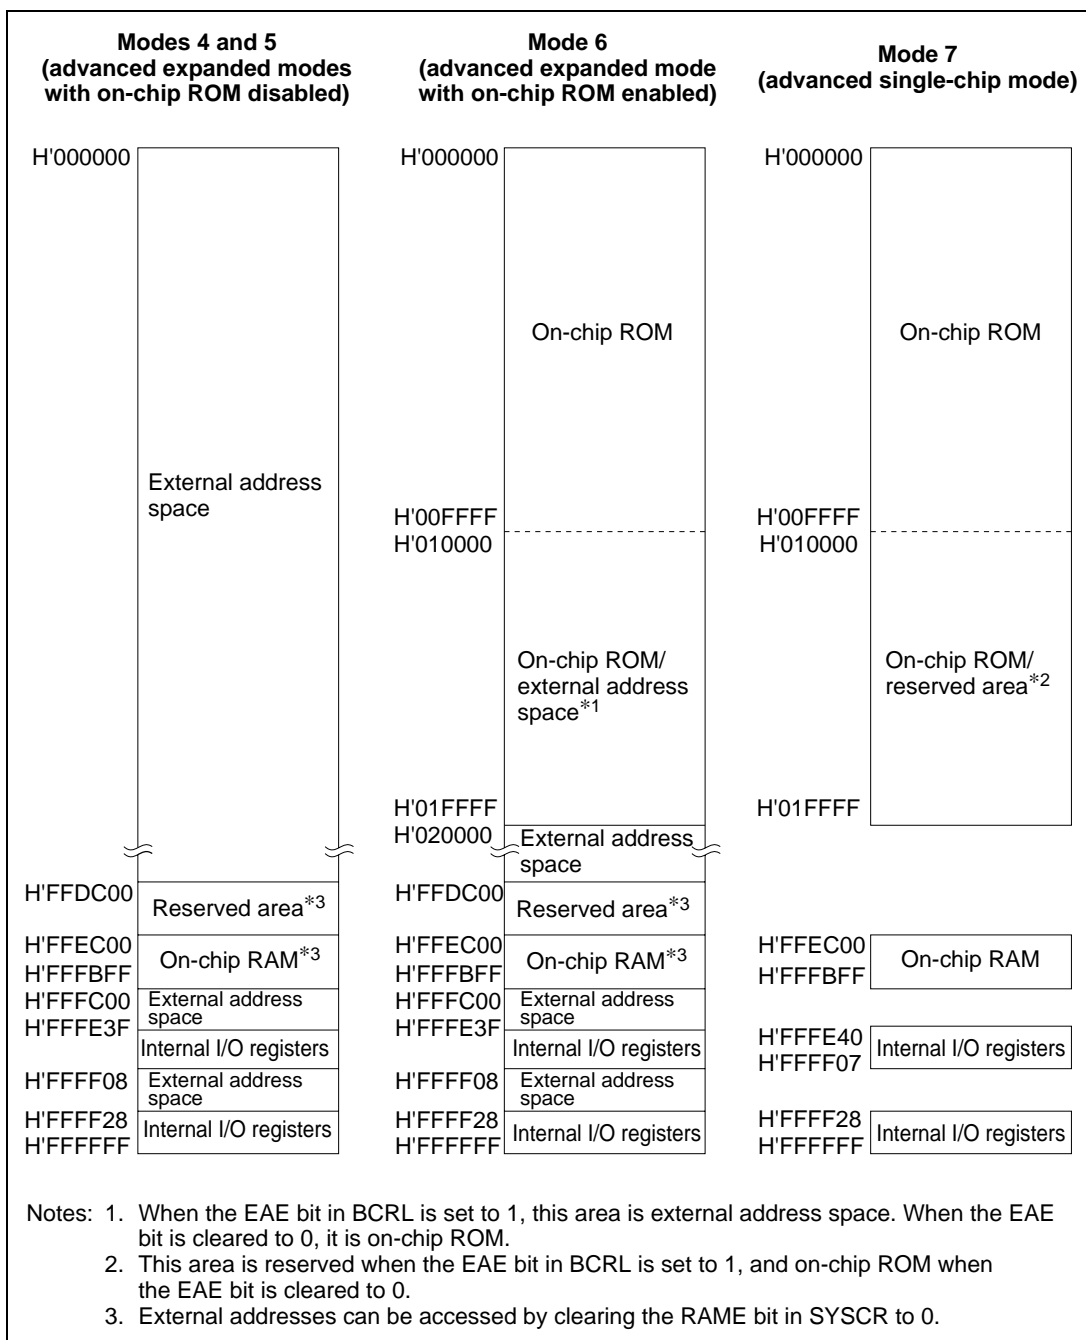 Modes 4 and 5
(advanced expanded modes
with on-chip ROM disabled)
H'000000
External address
space
H'FFDC00
Reserved area*3
H'FFEC00
On-chip RAM*3
H'FFFBFF
H'FFFC00
External address
space
H'FFFE3F
Internal I/O registers
H'FFFF08
External address
space
H'FFFF28
Internal I/O registers
H'FFFFFF
Mode 6
(advanced expanded mode
with on-chip ROM enabled)
H'000000
On-chip ROM
H'00FFFF
H'010000
On-chip ROM/
external address
space*1
H'01FFFF
H'020000
External address
space
H'FFDC00
Reserved area*3
H'FFEC00
On-chip RAM*3
H'FFFBFF
H'FFFC00
External address
space
H'FFFE3F
Internal I/O registers
H'FFFF08
External address
space
H'FFFF28
Internal I/O registers
H'FFFFFF
Mode 7
(advanced single-chip mode)
H'000000
On-chip ROM
H'00FFFF
H'010000
On-chip ROM/
reserved area*2
H'01FFFF
H'FFEC00
On-chip RAM
H'FFFBFF
H'FFFE40
Internal I/O registers
H'FFFF07
H'FFFF28
Internal I/O registers
H'FFFFFF
Notes: 1. When the EAE bit in BCRL is set to 1, this area is external address space. When the EAE
bit is cleared to 0, it is on-chip ROM.
2. This area is reserved when the EAE bit in BCRL is set to 1, and on-chip ROM when
the EAE bit is cleared to 0.
3. External addresses can be accessed by clearing the RAME bit in SYSCR to 0.